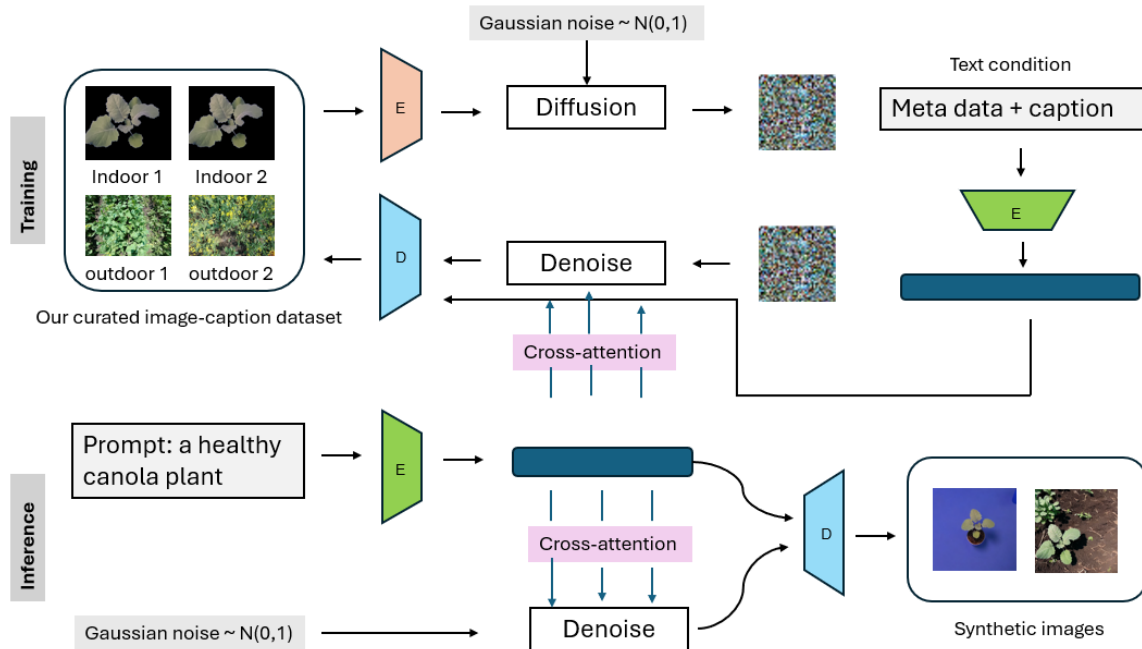 Gaussian noise ~ N(0,1)
Text condition
E
Diffusion
Meta data + caption
Training
Indoor 1
Indoor 2
E
outdoor 1
outdoor 2
D
Denoise
Our curated image-caption dataset
Cross-attention
Inference
Prompt: a healthy
canola plant
E
Cross-attention
D
Gaussian noise ~ N(0,1)
Denoise
Synthetic images